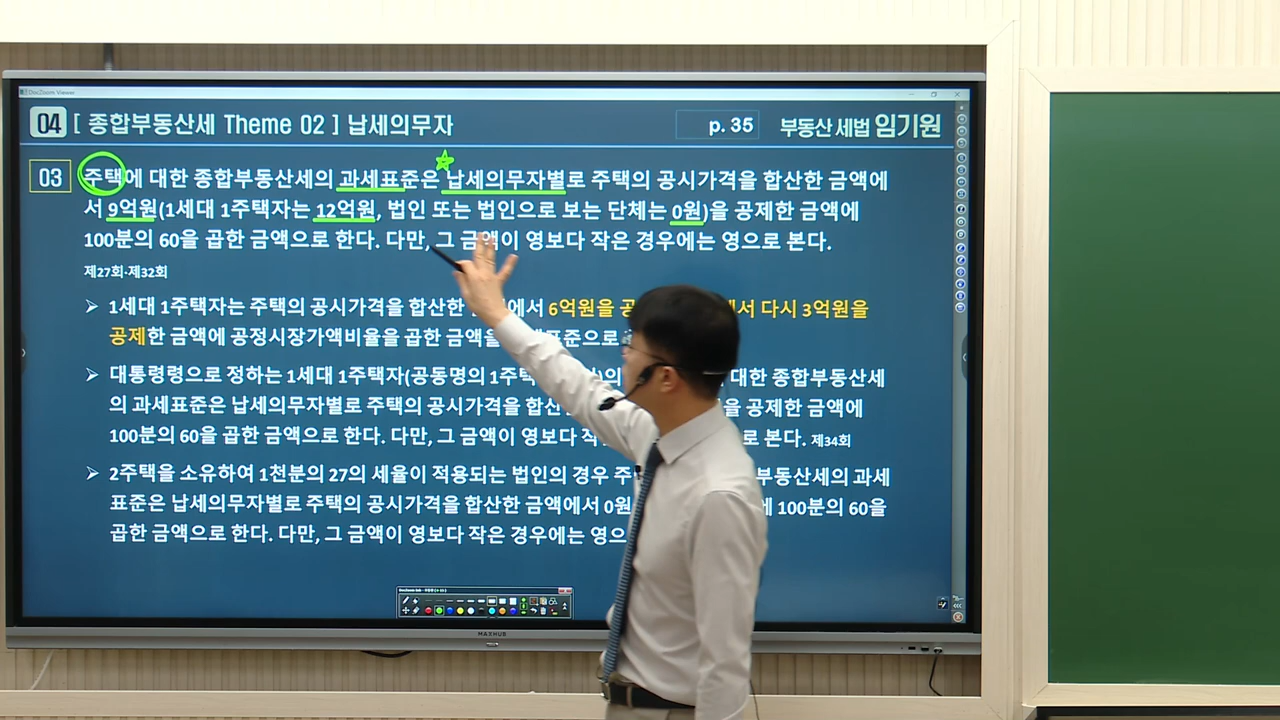 DocZoom Viewer
04 [ 종합부동산세 Theme 02 ] 납세의무자 p. 35 부동산 세법 임기원
03 주택에 대한 종합부동산세의 과세표준은 납세의무자별로 주택의 공시가격을 합산한 금액에
서 9억원(1세대 1주택자는 12억원, 법인 또는 법인으로 보는 단체는 0원)을 공제한 금액에
100분의 60을 곱한 금액으로 한다. 다만, 그 금액이 영보다 작은 경우에는 영으로 본다.
제27회·제32회
➢ 1세대 1주택자는 주택의 공시가격을 합산한 에서 6억원을 서 다시 3억원을
공제한 금액에 공정시장가액비율을 곱한 금액을 표준으로
➢ 대통령령으로 정하는 1세대 1주택자(공동명의 1주택 의 대한 종합부동산세
의 과세표준은 납세의무자별로 주택의 공시가격을 합산 을 공제한 금액에
100분의 60을 곱한 금액으로 한다. 다만, 그 금액이 영보다 작 로 본다. 제34회
➢ 2주택을 소유하여 1천분의 27의 세율이 적용되는 법인의 경우 주 부동산세의 과세
표준은 납세의무자별로 주택의 공시가격을 합산한 금액에서 0원 에 100분의 60을
곱한 금액으로 한다. 다만, 그 금액이 영보다 작은 경우에는 영으
MAXHUB